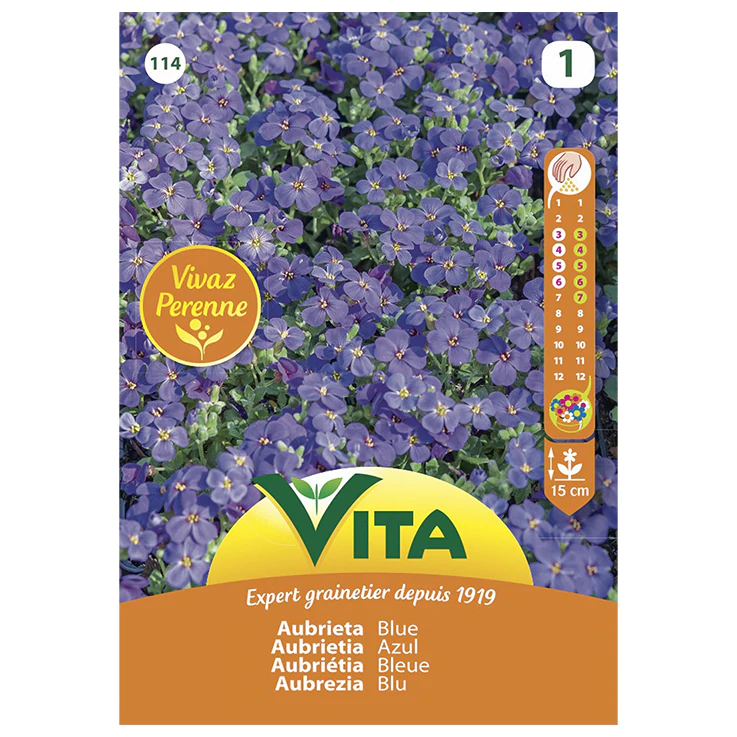 114
1
1 1
2 2
3 3
4 4
5 5
6 6
7 7
8 8
9 9
10 10
11 11
12 12
15 cm
Vivaz
Perenne
VITA
Expert grainetier depuis 1919
Aubrieta Blue
Aubrietia Azul
Aubriétia Bleue
Aubrezia Blu